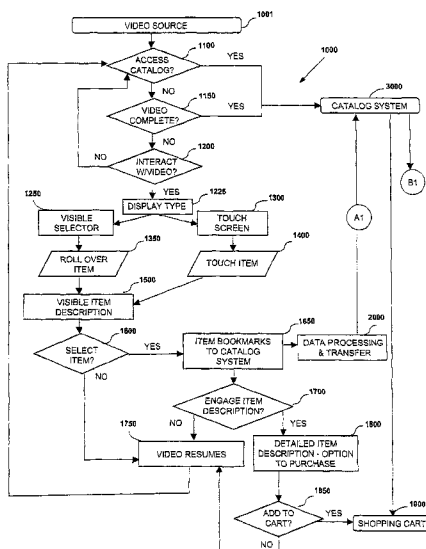 1001
VIDEO SOURCE
1100
1000
ACCESS
CATALOG?
YES
3000
NO
1150
VIDEO
COMPLETE?
YES
CATALOG SYSTEM
NO
1200
NO
INTERACT
W/VIDEO?
B1
YES
1225
1250
DISPLAY TYPE
1300
A1
VISIBLE
SELECTOR
TOUCH
SCREEN
1350
1400
ROLL OVER
ITEM
TOUCH ITEM
1500
VISIBLE ITEM
DESCRIPTION
1600
1650
2000
SELECT
ITEM?
YES
ITEM BOOKMARKS
TO CATALOG
SYSTEM
DATA PROCESSING
& TRANSFER
NO
1700
ENGAGE ITEM
DESCRIPTION?
1750
NO
YES
1800
VIDEO RESUMES
DETAILED ITEM
DESCRIPTION - OPTION
TO PURCHASE
1850
1900
ADD TO
CART?
YES
SHOPPING CART
NO